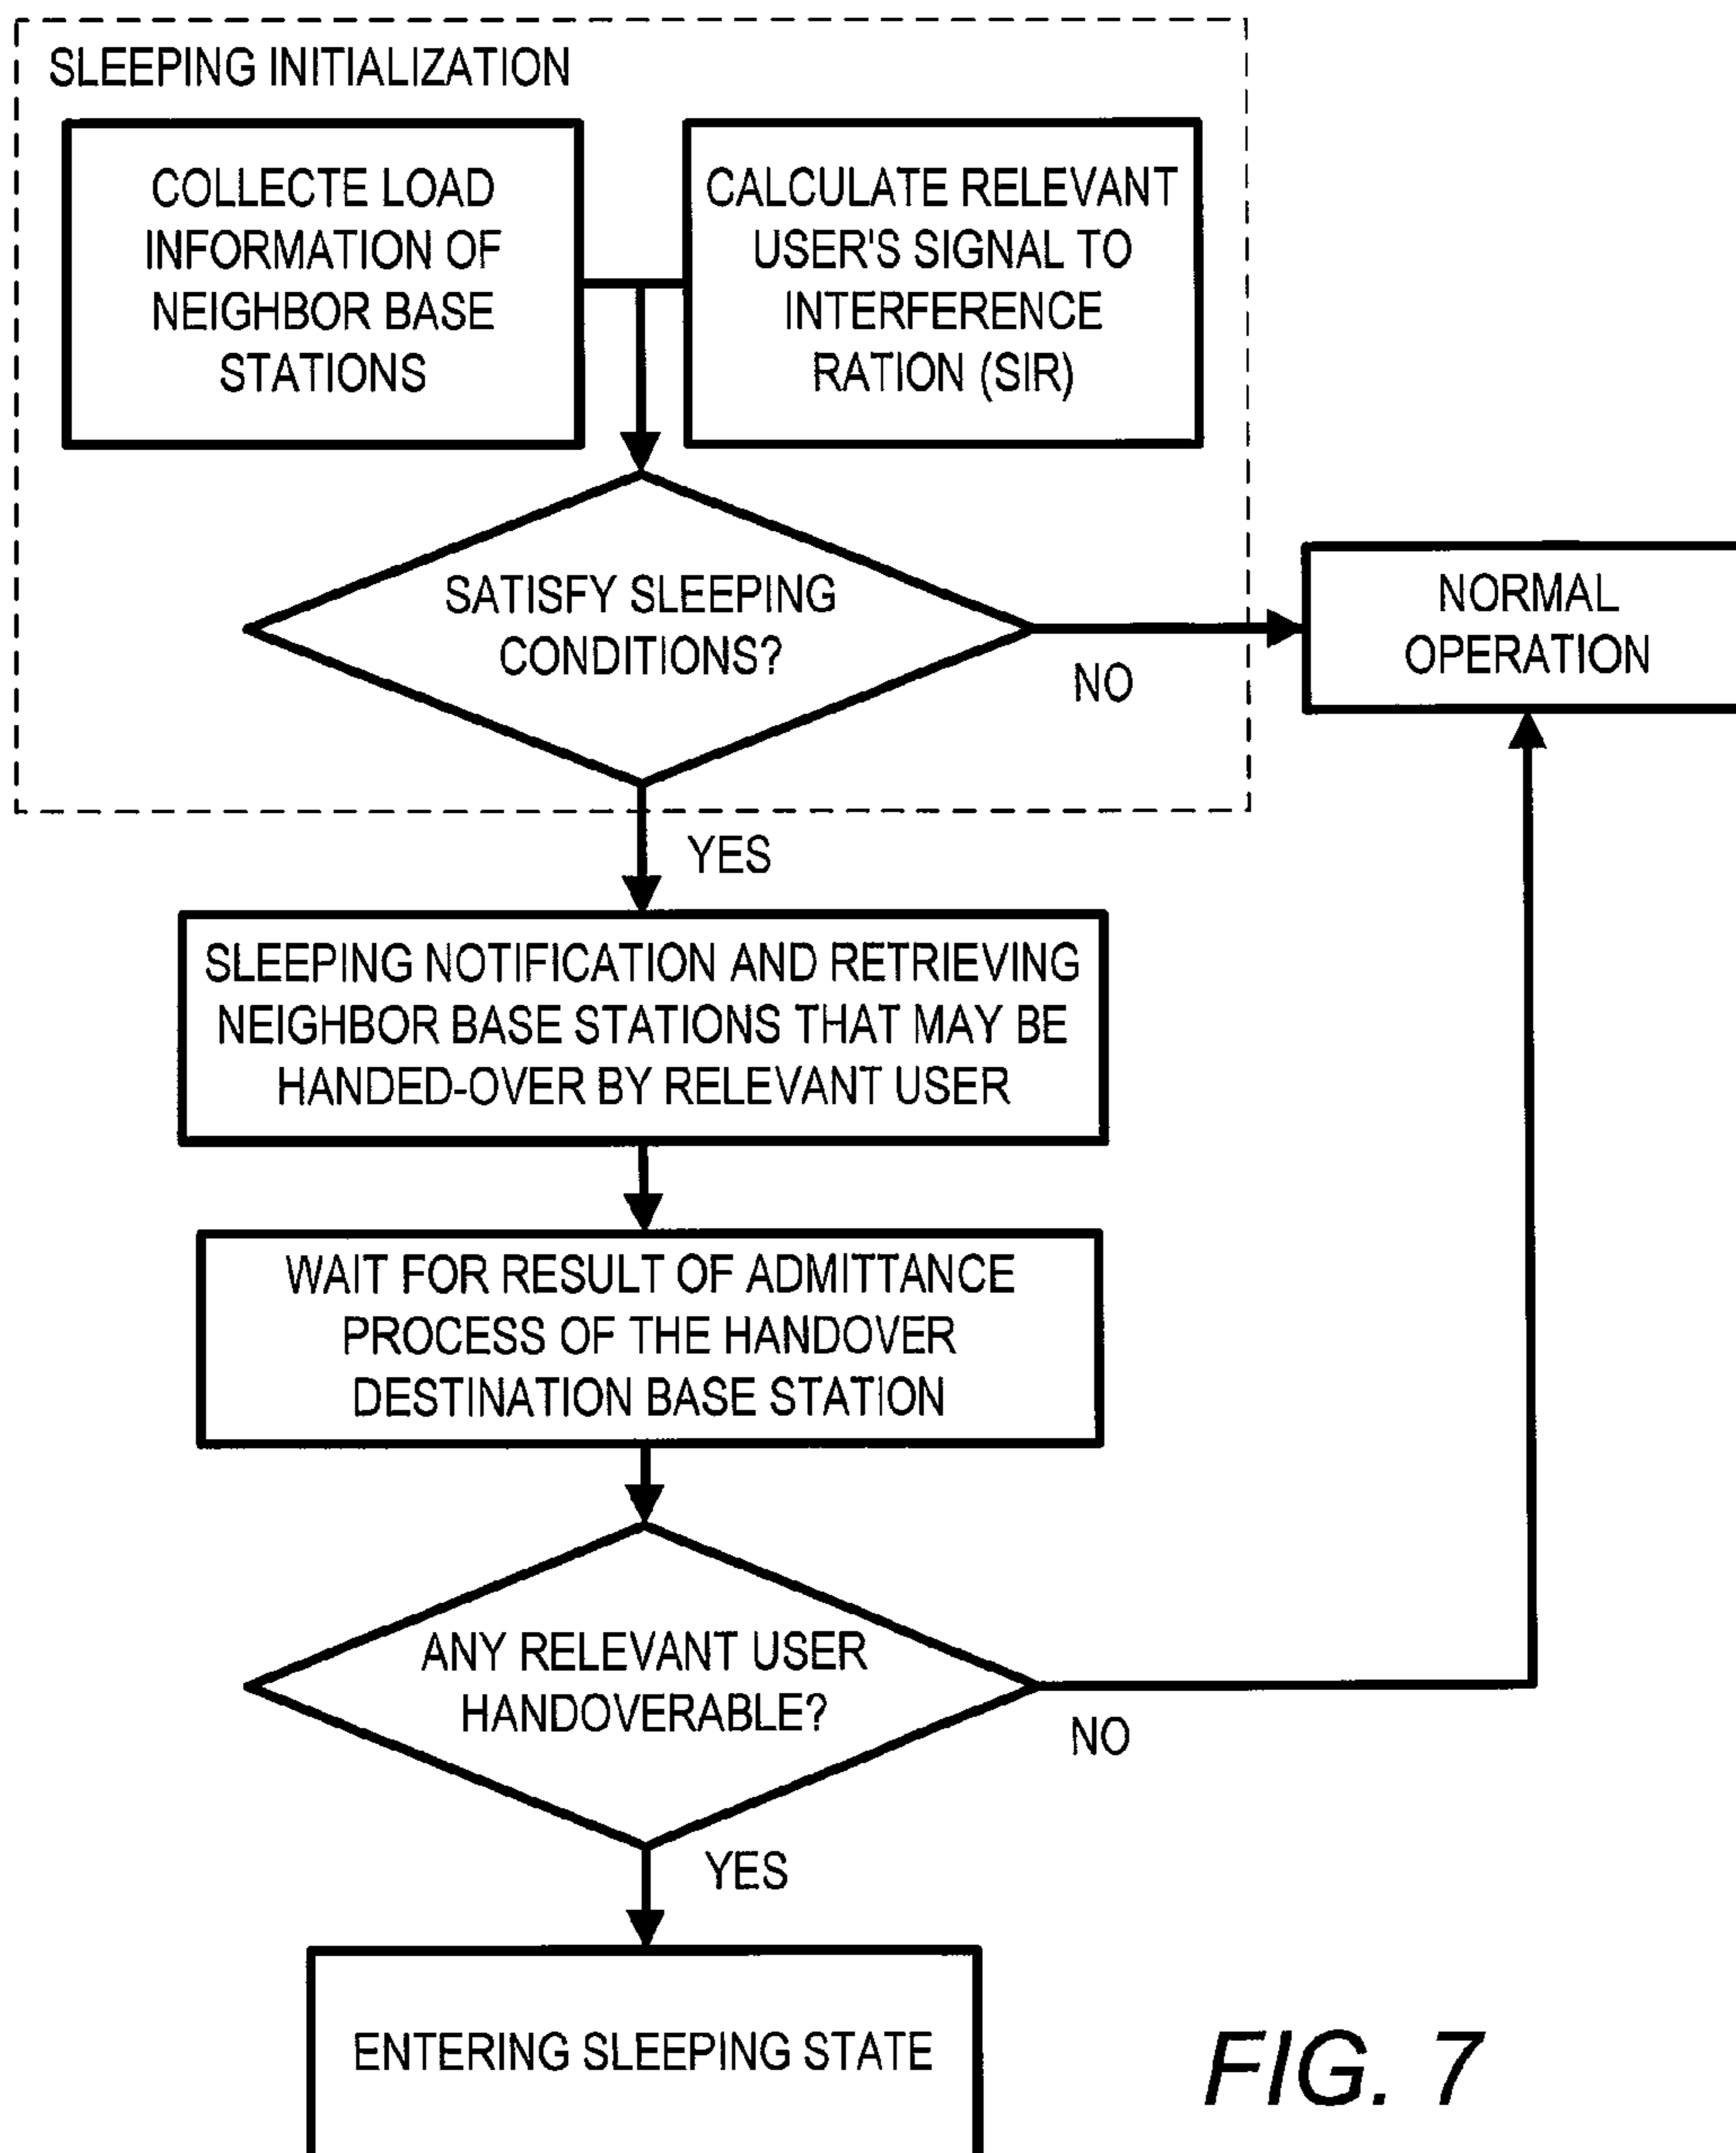 SLEEPING INITIALIZATION
COLLECTE LOAD
INFORMATION OF
NEIGHBOR BASE
STATIONS
CALCULATE RELEVANT
USER'S SIGNAL TO
INTERFERENCE
RATION (SIR)
SATISFY SLEEPING
CONDITIONS?
NO
NORMAL
OPERATION
YES
SLEEPING NOTIFICATION AND RETRIEVING
NEIGHBOR BASE STATIONS THAT MAY BE
HANDED-OVER BY RELEVANT USER
WAIT FOR RESULT OF ADMITTANCE
PROCESS OF THE HANDOVER
DESTINATION BASE STATION
ANY RELEVANT USER
HANDOVERABLE?
NO
YES
ENTERING SLEEPING STATE
FIG. 7